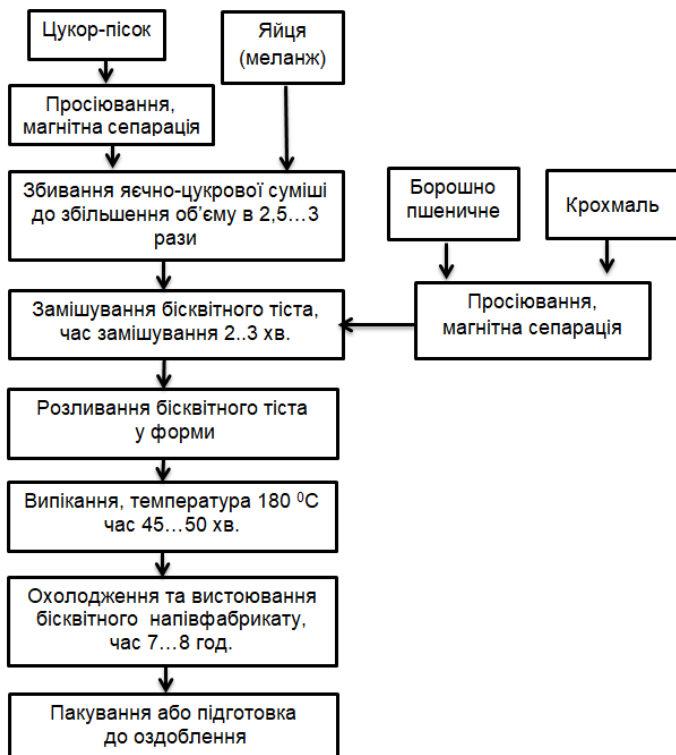 Цукор-пісок
Яйця
(меланж)
Просіювання,
магнітна сепарація
Збивання яєчно-цукрової суміші
до збільшення об’єму в 2,5…3
рази
Борошно
пшеничне
Крохмаль
Замішування бісквітного тіста,
час замішування 2..3 хв.
Просіювання,
магнітна сепарація
Розливання бісквітного тіста
у форми
Випікання, температура 180 ⁰С
час 45…50 хв.
Охолодження та вистоювання
бісквітного напівфабрикату,
час 7…8 год.
Пакування або підготовка
до оздоблення